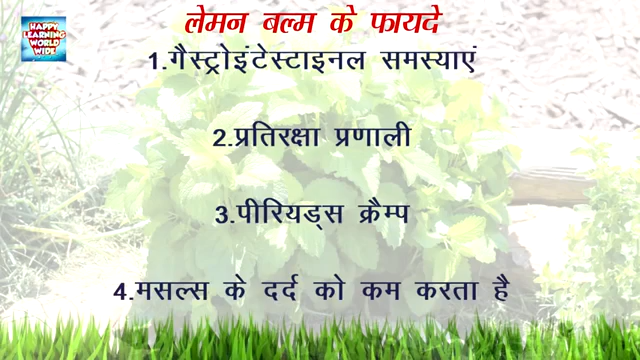 HAPPY
LEARNING
WORLD
WIDE
लेमन बल्म के फायदे
1.गैस्ट्रोइंटेस्टाइनल समस्याएं
2.प्रतिरक्षा प्रणाली
3.पीरियड्स क्रैम्प
4.मसल्स के दर्द को कम करता है